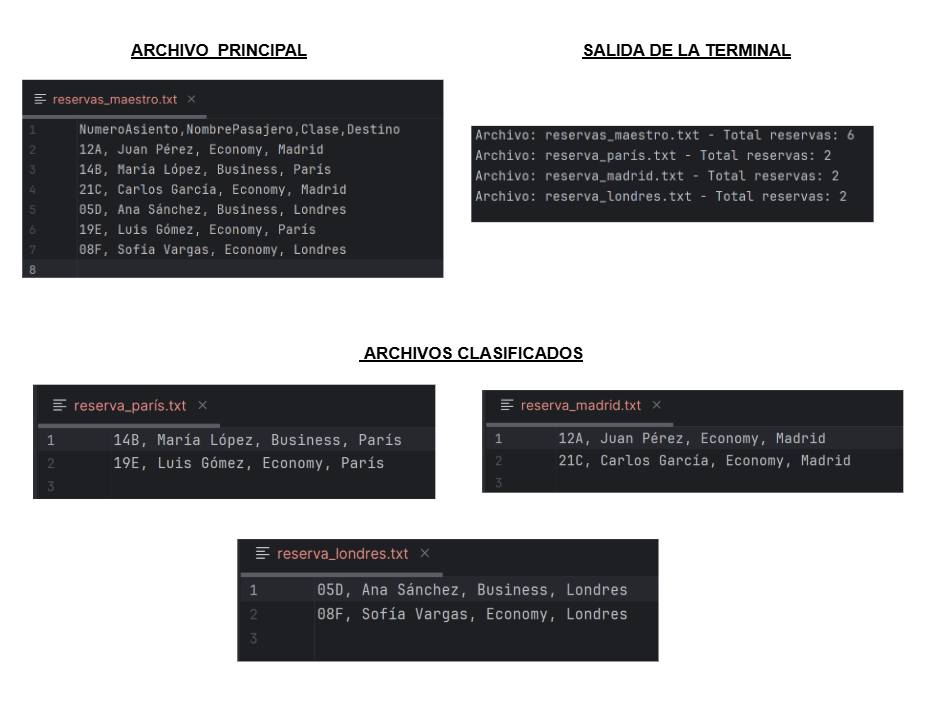 ARCHIVO PRINCIPAL
reservas_maestro.txt ×
1 NumeroAsiento,NombrePasajero,Clase,Destino
2 12A, Juan Pérez, Economy, Madrid
3 14B, María López, Business, París
4 21C, Carlos García, Economy, Madrid
5 05D, Ana Sánchez, Business, Londres
6 19E, Luis Gómez, Economy, París
7 08F, Sofía Vargas, Economy, Londres
8
SALIDA DE LA TERMINAL
Archivo: reservas_maestro.txt - Total reservas: 6
Archivo: reserva_parís.txt - Total reservas: 2
Archivo: reserva_madrid.txt - Total reservas: 2
Archivo: reserva_londres.txt - Total reservas: 2
ARCHIVOS CLASIFICADOS
reserva_parís.txt ×
1 14B, María López, Business, París
2 19E, Luis Gómez, Economy, París
3
reserva_madrid.txt ×
1 12A, Juan Pérez, Economy, Madrid
2 21C, Carlos García, Economy, Madrid
3
reserva_londres.txt ×
1 05D, Ana Sánchez, Business, Londres
2 08F, Sofía Vargas, Economy, Londres
3